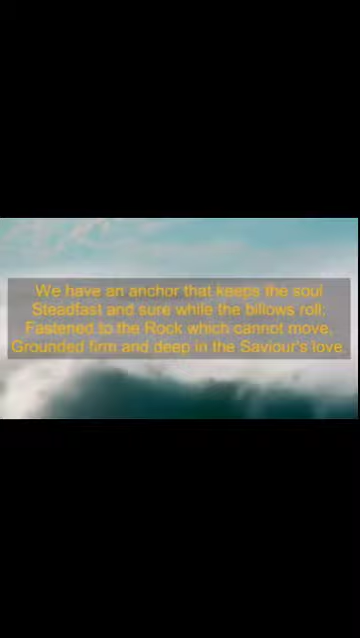 We have an anchor that keeps the soul
Steadfast and sure while the billows roll;
Fastened to the Rock which cannot move,
Grounded firm and deep in the Saviour's love.